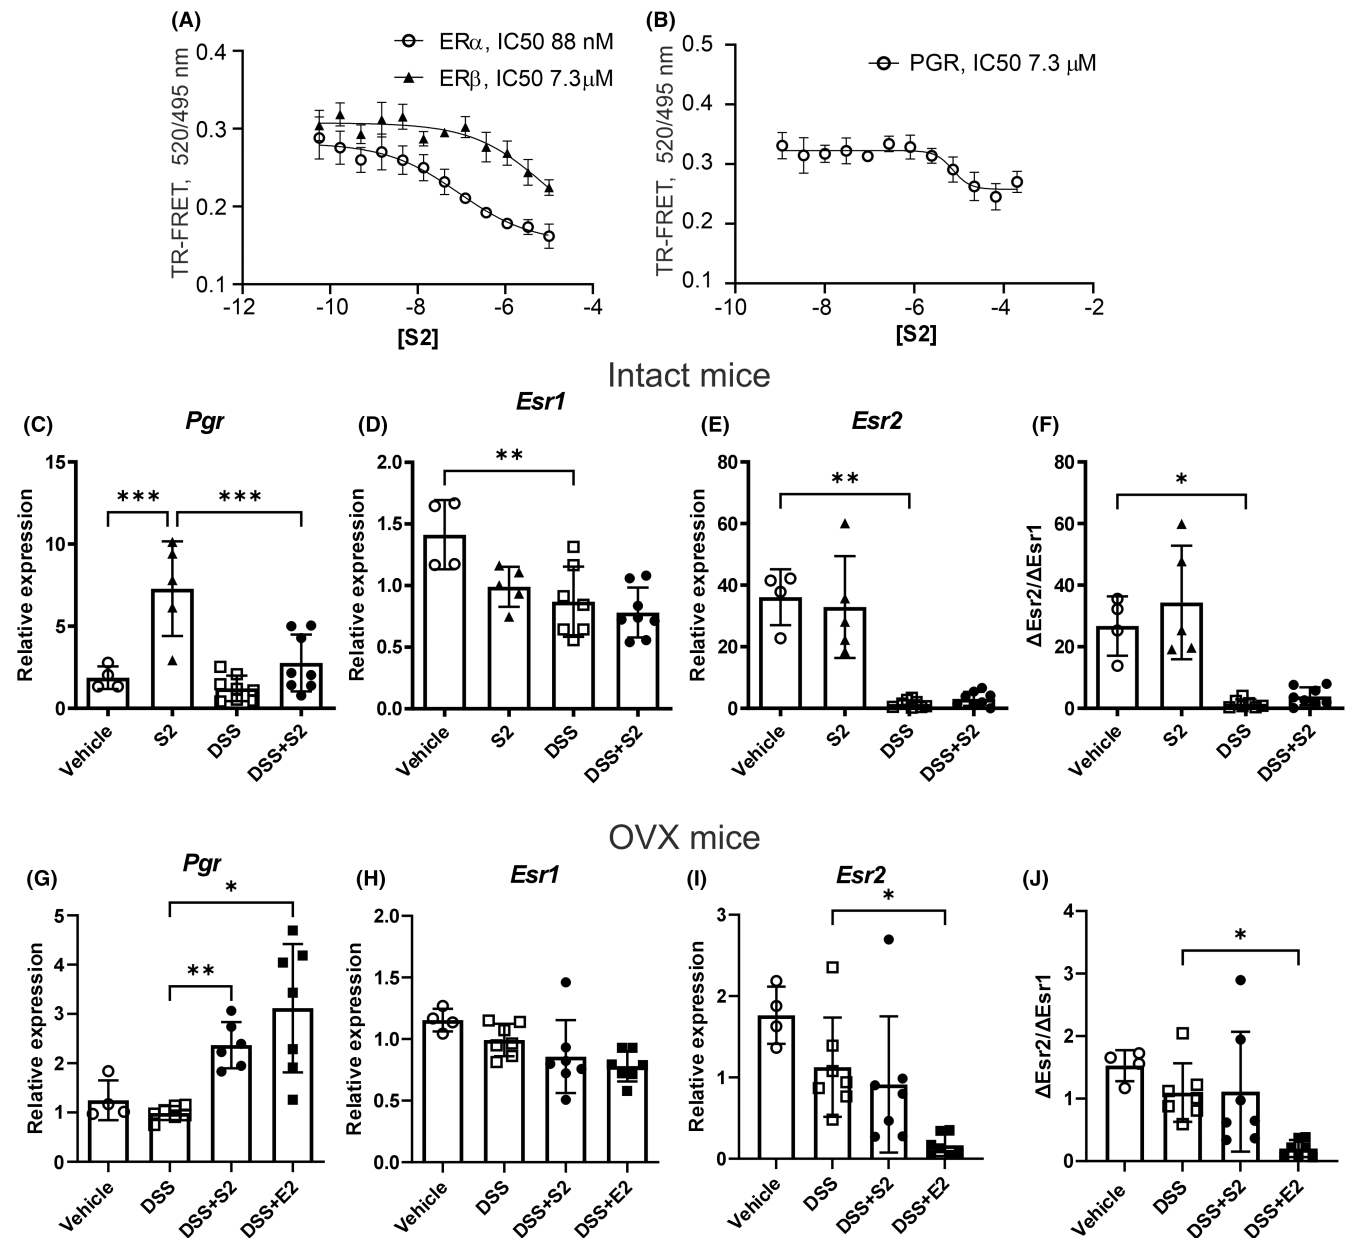 (A)
ERα, IC50 88 nM
ERβ, IC50 7.3μM
TR-FRET, 520/495 nm
0.4
0.3
0.2
0.1
-12
-10
-8
-6
-4
[S2]
(B)
PGR, IC50 7.3 μM
TR-FRET, 520/495 nm
0.5
0.4
0.3
0.2
0.1
-10
-8
-6
-4
-2
[S2]
Intact mice
(C)
Pgr
Relative expression
15
10
5
0
***
***
Vehicle
S2
DSS
DSS+S2
(D)
Esr1
Relative expression
2.0
1.5
1.0
0.5
0.0
**
Vehicle
S2
DSS
DSS+S2
(E)
Esr2
Relative expression
80
60
40
20
0
**
Vehicle
S2
DSS
DSS+S2
(F)
ΔEsr2/ΔEsr1
80
60
40
20
0
*
Vehicle
S2
DSS
DSS+S2
OVX mice
(G)
Pgr
Relative expression
5
4
3
2
1
0
*
**
Vehicle
DSS
DSS+S2
DSS+E2
(H)
Esr1
Relative expression
2.0
1.5
1.0
0.5
0.0
Vehicle
DSS
DSS+S2
DSS+E2
(I)
Esr2
Relative expression
3
2
1
0
*
Vehicle
DSS
DSS+S2
DSS+E2
(J)
ΔEsr2/ΔEsr1
4
3
2
1
0
*
Vehicle
DSS
DSS+S2
DSS+E2